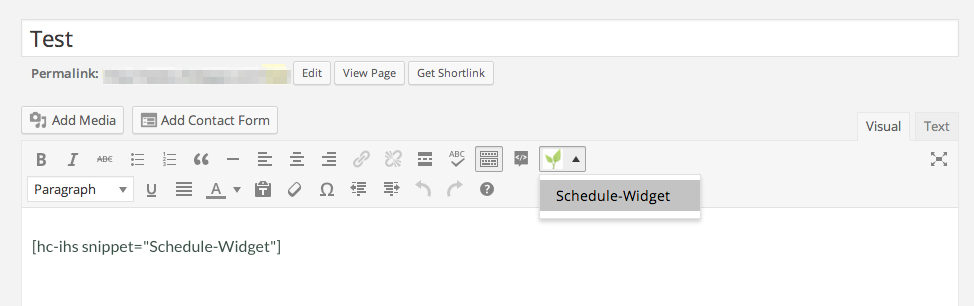 Test
Permalink: Edit View Page Get Shortlink
Add Media Add Contact Form
Visual Text
B I ABC ABC
Paragraph U A Ω ?
Schedule-Widget
[hc-ihs snippet="Schedule-Widget"]